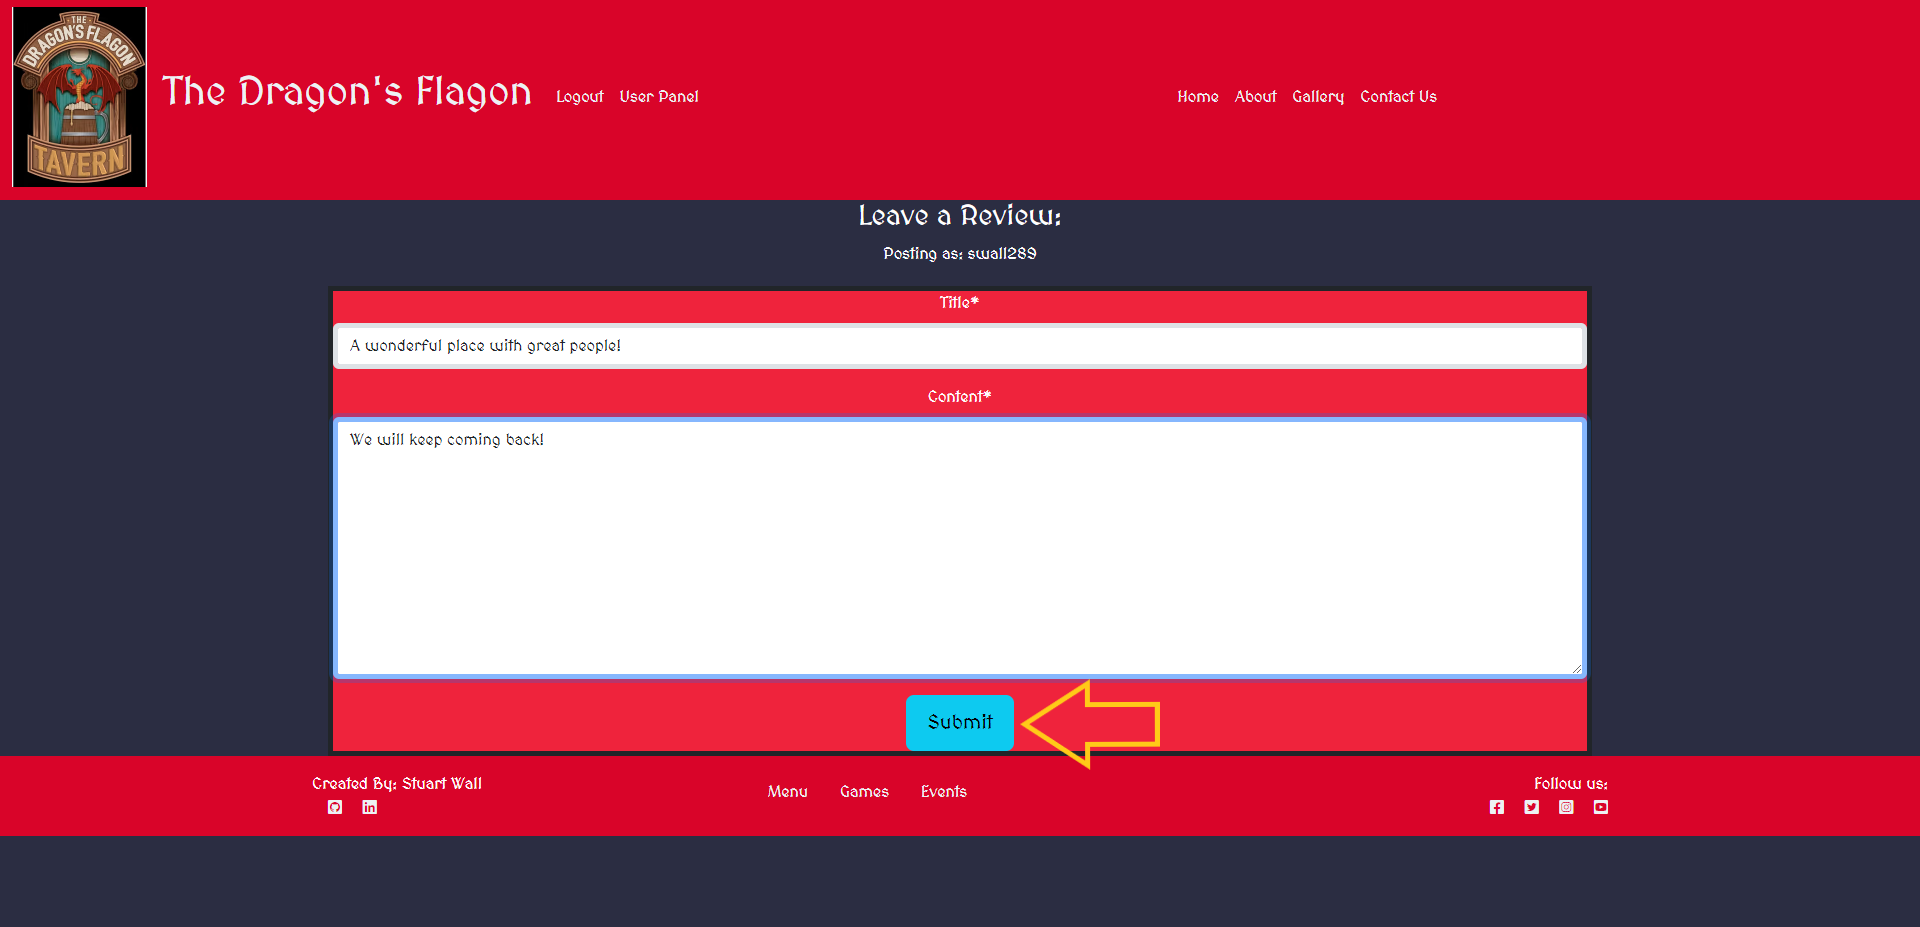 THE
DRAGON'S FLAGON
TAVERN
The Dragon's Flagon
Logout User Panel
Home About Gallery Contact Us
Leave a Review:
Posting as: swall289
Title*
A wonderful place with great people!
Content*
We will keep coming back!
Submit
Created By: Stuart Wall
in
Menu Games Events
Follow us: